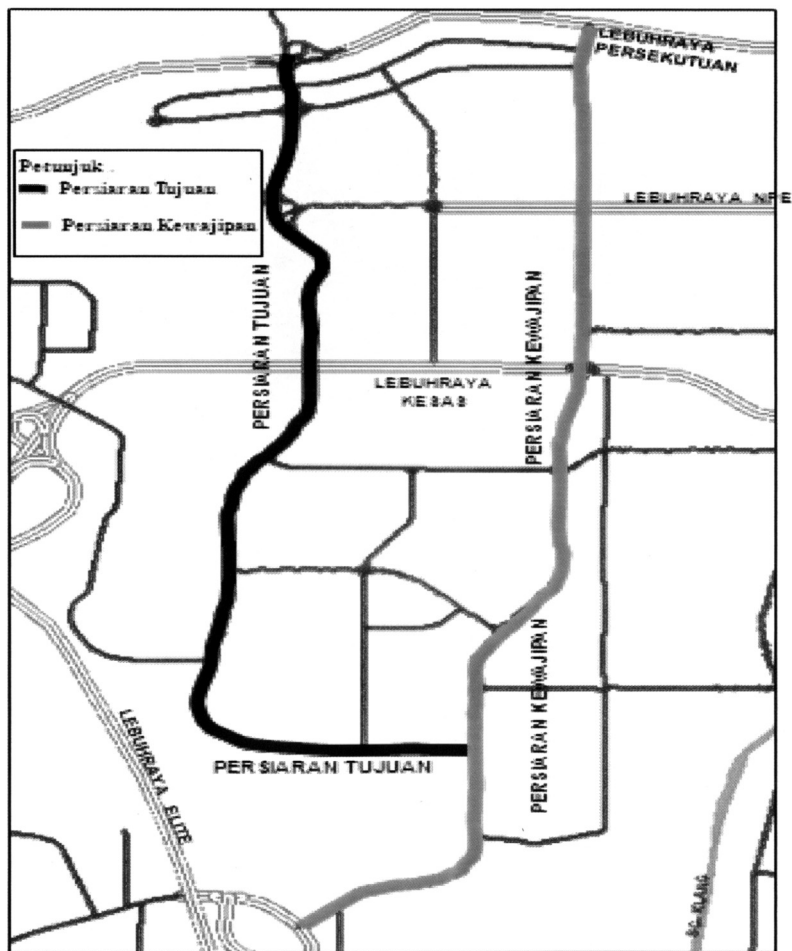 LEBUHRAYA
PERSEKUTUAN
Petunjuk
Persiaran Tujuan
Persiaran Kewajipan
LEBUHRAYA NPE
PERSIARAN TUJUAN
PERSIARAN KEWAJIPAN
LEBUHRAYA
KESAS
PERSIARAN KEWAJIPAN
LEBUHRAYA ELITE
PERSIARAN TUJUAN
SG. KLANG